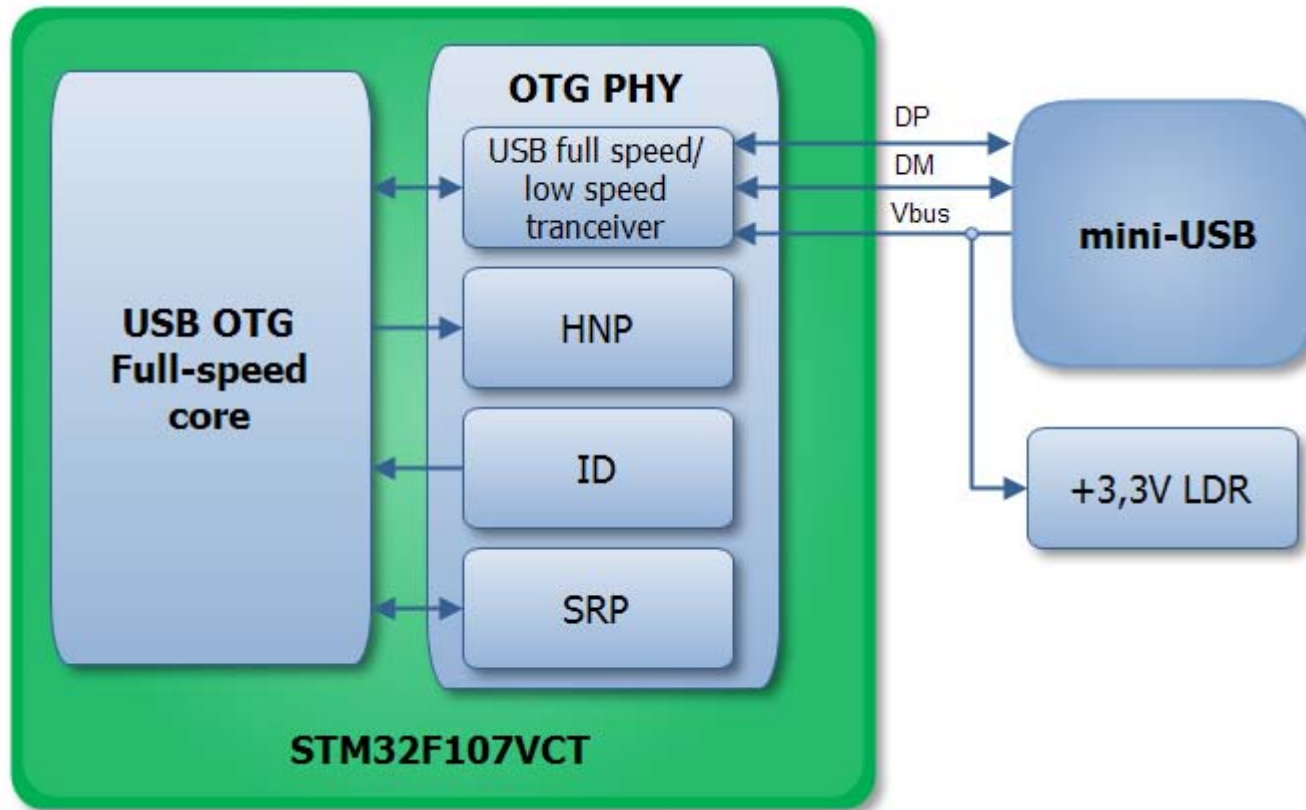 OTG PHY
USB full speed/
low speed
tranceiver
HNP
ID
SRP
USB OTG
Full-speed
core
STM32F107VCT
DP
DM
Vbus
mini-USB
+3,3V LDR